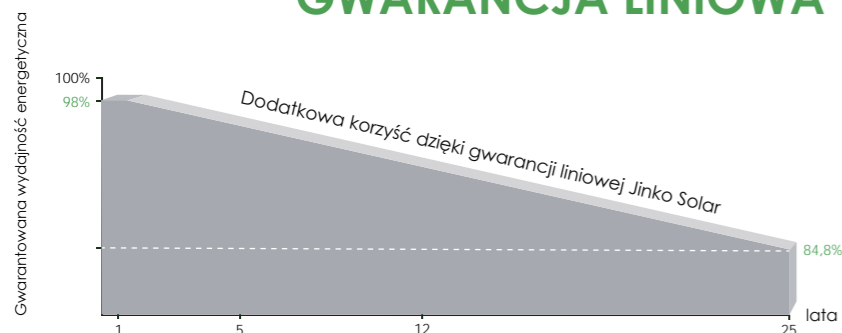 GWARANCJA LINIOWA
Gwarantowana wydajność energetyczna
100%
98%
Dodatkowa korzyść dzięki gwarancji liniowej Jinko Solar
84,8%
lata
1
5
12
25